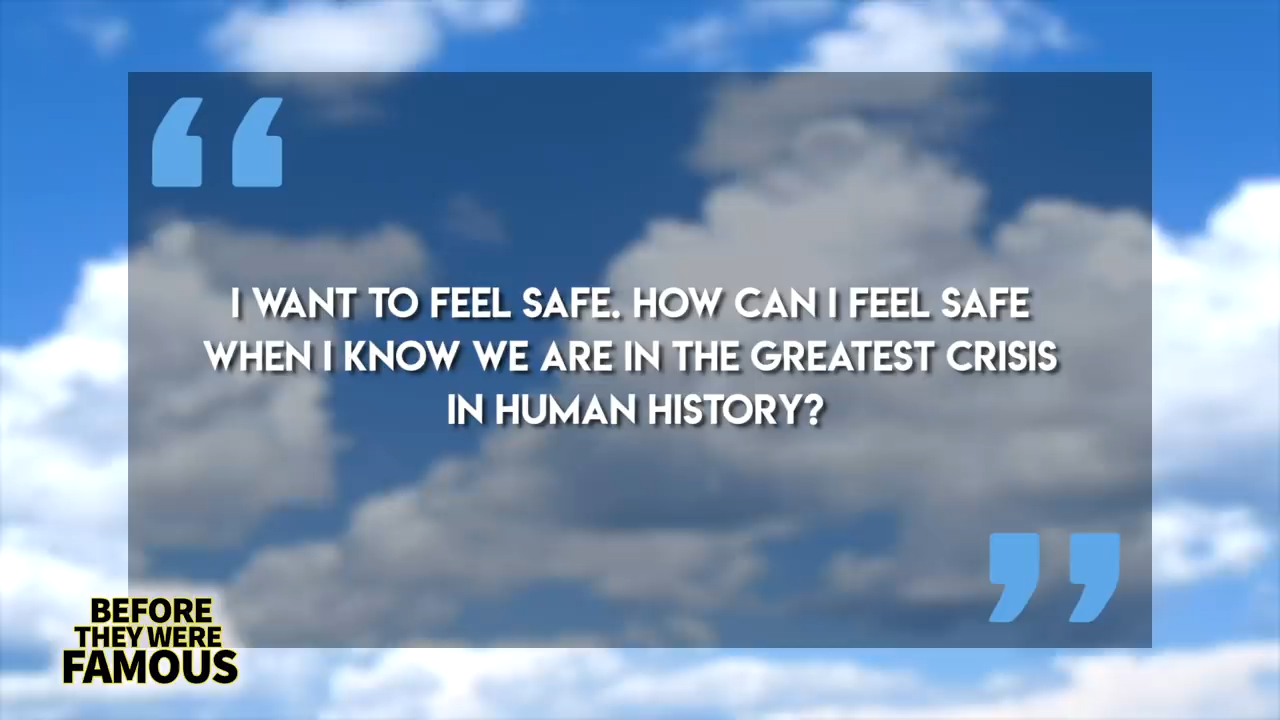 I WANT TO FEEL SAFE. HOW CAN I FEEL SAFE
WHEN I KNOW WE ARE IN THE GREATEST CRISIS
IN HUMAN HISTORY?
BEFORE
THEY WERE
FAMOUS